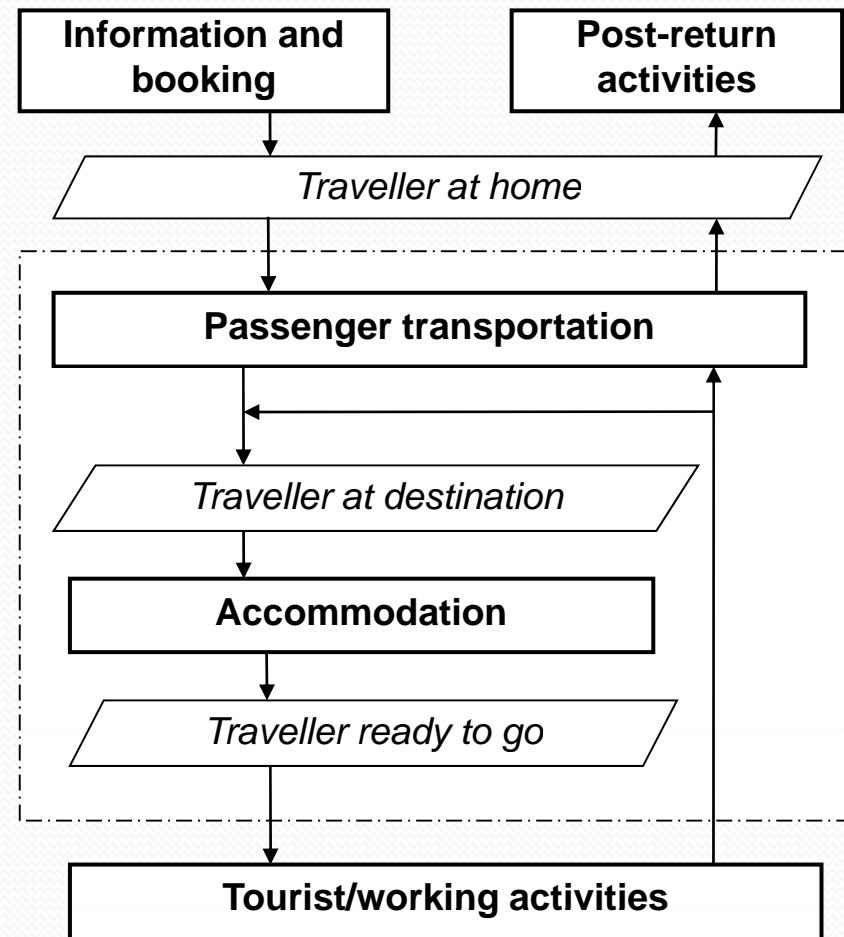 Information and
booking
Post-return
activities
Traveller at home
Passenger transportation
Traveller at destination
Accommodation
Traveller ready to go
Tourist/working activities